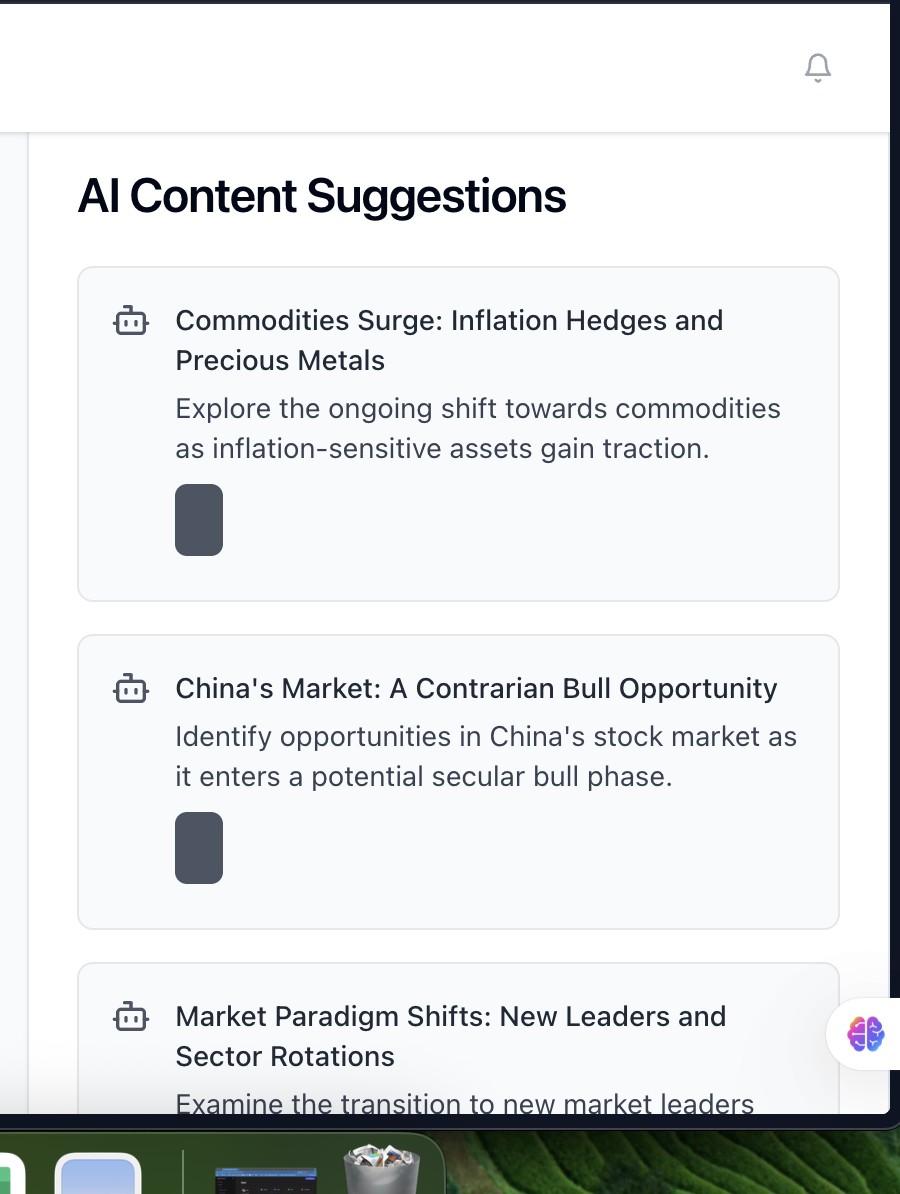 AI Content Suggestions
Commodities Surge: Inflation Hedges and
Precious Metals
Explore the ongoing shift towards commodities
as inflation-sensitive assets gain traction.
China's Market: A Contrarian Bull Opportunity
Identify opportunities in China's stock market as
it enters a potential secular bull phase.
Market Paradigm Shifts: New Leaders and
Sector Rotations
Examine the transition to new market leaders